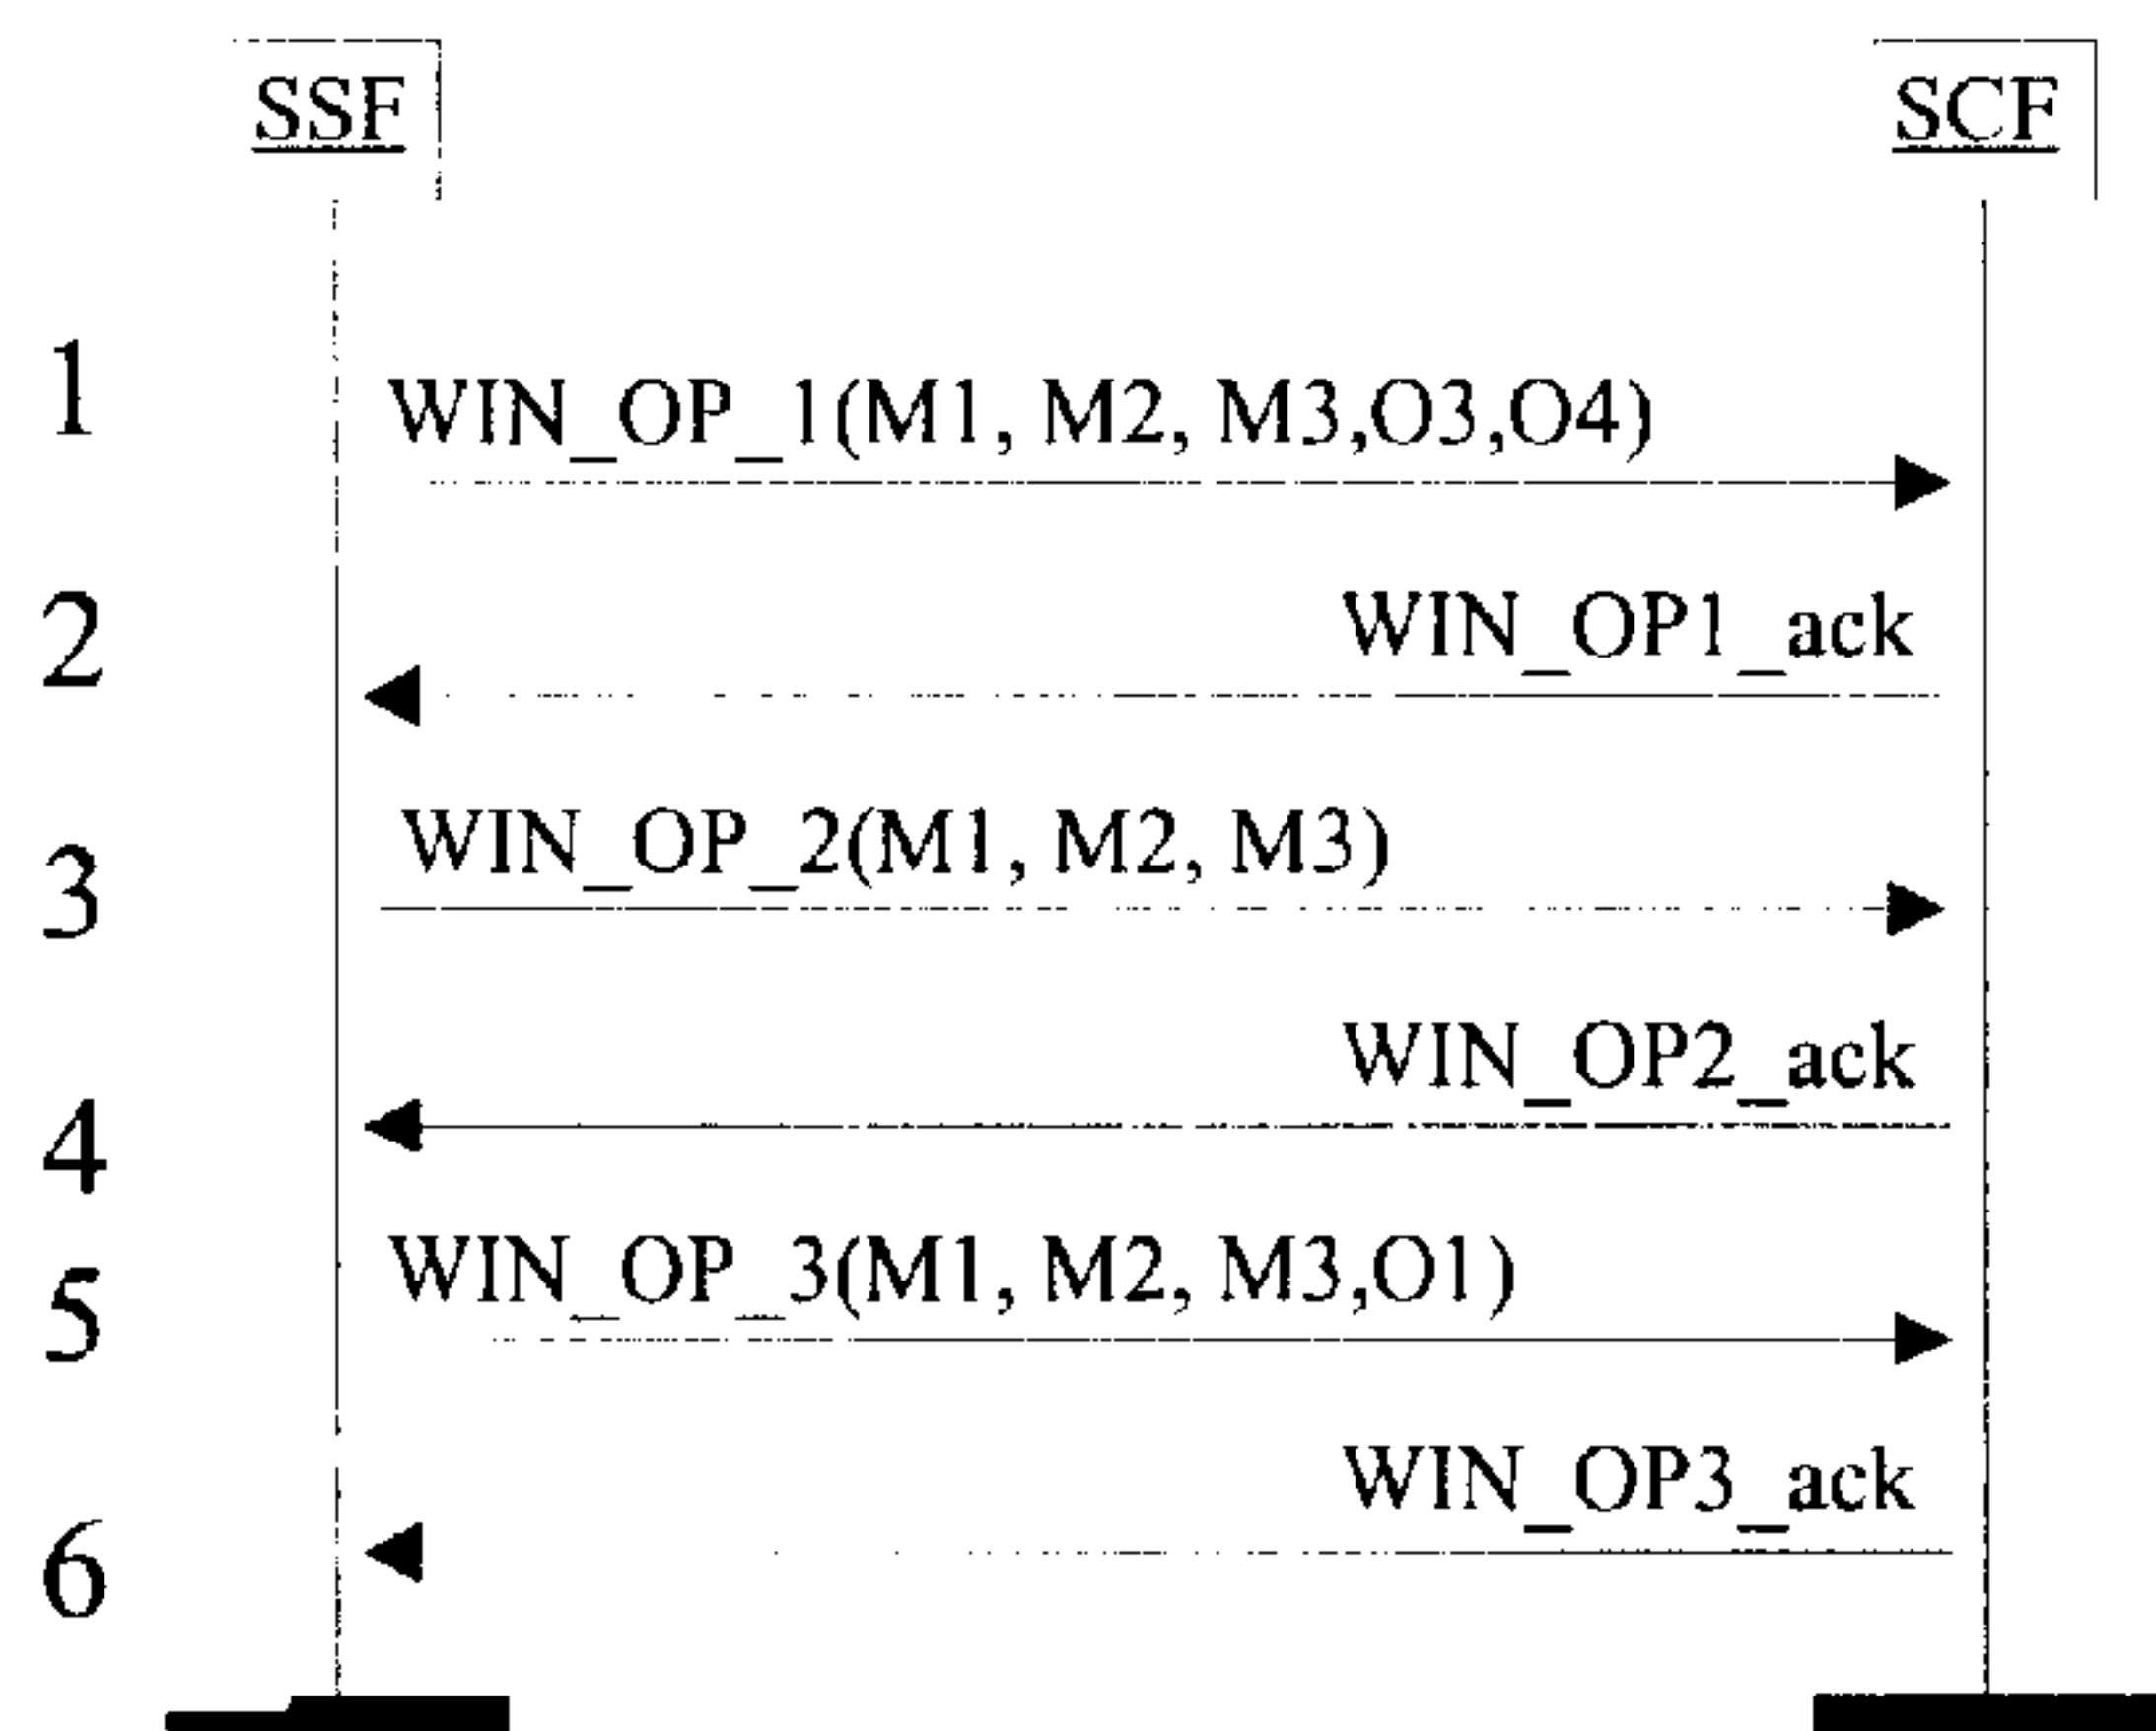 SSF SCF
1 WIN_OP_1(M1, M2, M3,O3,O4)
2 WIN_OP1_ack
3 WIN_OP_2(M1, M2, M3)
4 WIN_OP2_ack
5 WIN_OP_3(M1, M2, M3,O1)
6 WIN_OP3_ack